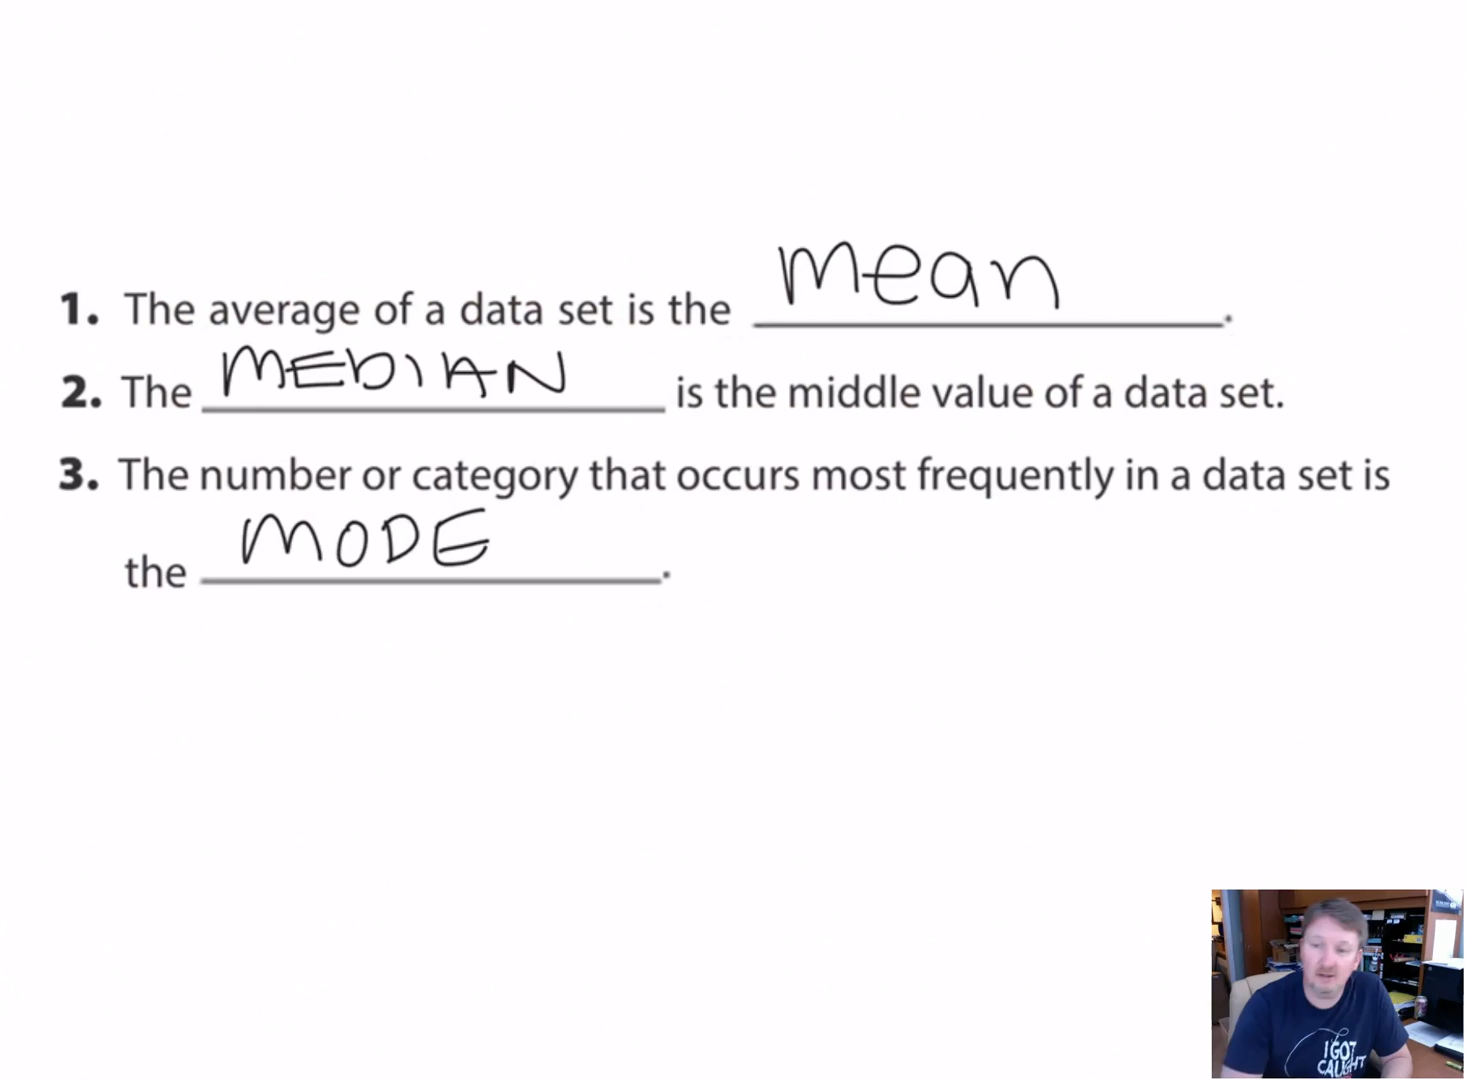 1. The average of a data set is the mean.
2. The MEDIAN is the middle value of a data set.
3. The number or category that occurs most frequently in a data set is
the MODE.
I GOT
CAUGHT